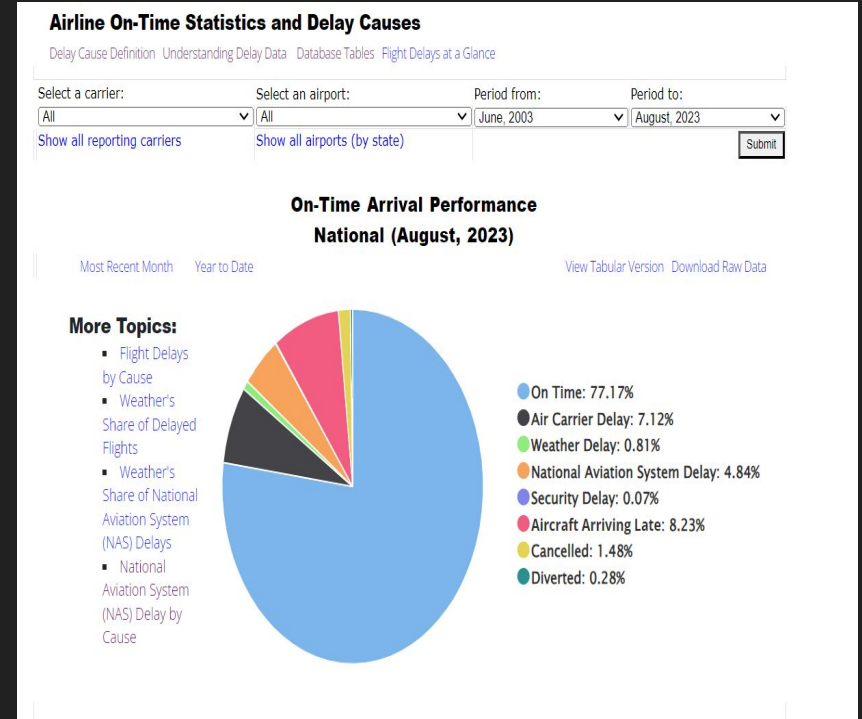 Airline On-Time Statistics and Delay Causes
Delay Cause Definition Understanding Delay Data Database Tables Flight Delays at a Glance
Select a carrier: Select an airport: Period from: Period to:
All All June, 2003 August, 2023
Show all reporting carriers Show all airports (by state) Submit
On-Time Arrival Performance
National (August, 2023)
Most Recent Month Year to Date View Tabular Version Download Raw Data
More Topics:
Flight Delays
by Cause
Weather's
Share of Delayed
Flights
Weather's
Share of National
Aviation System
(NAS) Delays
National
Aviation System
(NAS) Delay by
Cause
On Time: 77.17%
Air Carrier Delay: 7.12%
Weather Delay: 0.81%
National Aviation System Delay: 4.84%
Security Delay: 0.07%
Aircraft Arriving Late: 8.23%
Cancelled: 1.48%
Diverted: 0.28%